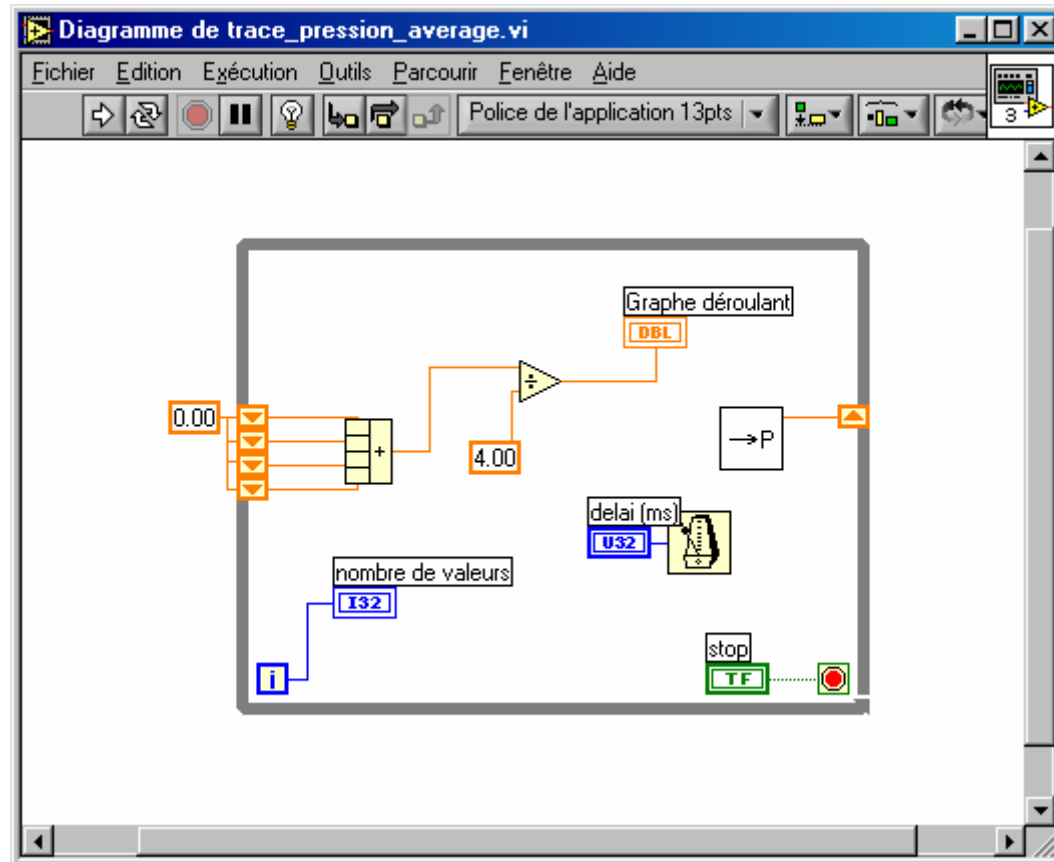 Diagramme de trace_pression_average.vi
Fichier Edition Exécution Outils Parcourir Fenêtre Aide
Police de l'application 13pts
3
Graphe déroulant
DBL
÷
0.00
+
4.00
→P
delai (ms)
U32
nombre de valeurs
I32
stop
i
TF